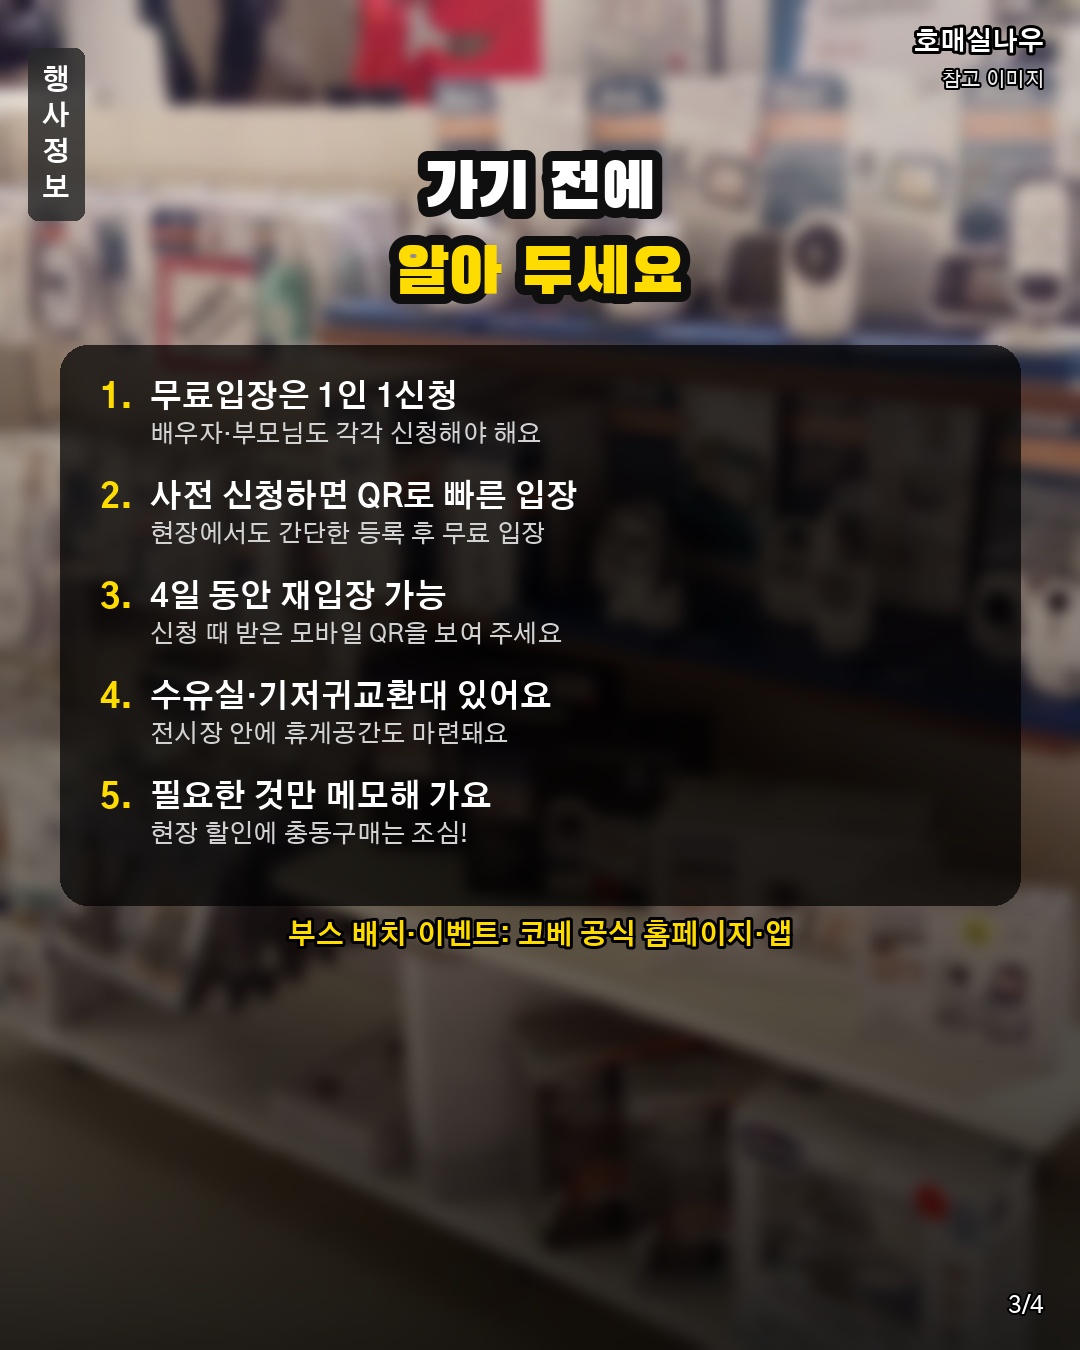 행사정보
호매실나우
참고 이미지
가기 전에
알아 두세요
1. 무료입장은 1인 1신청
배우자·부모님도 각각 신청해야 해요
2. 사전 신청하면 QR로 빠른 입장
현장에서도 간단한 등록 후 무료 입장
3. 4일 동안 재입장 가능
신청 때 받은 모바일 QR을 보여 주세요
4. 수유실·기저귀교환대 있어요
전시장 안에 휴게공간도 마련돼요
5. 필요한 것만 메모해 가요
현장 할인에 충동구매는 조심!
부스 배치·이벤트: 코베 공식 홈페이지·앱
3/4